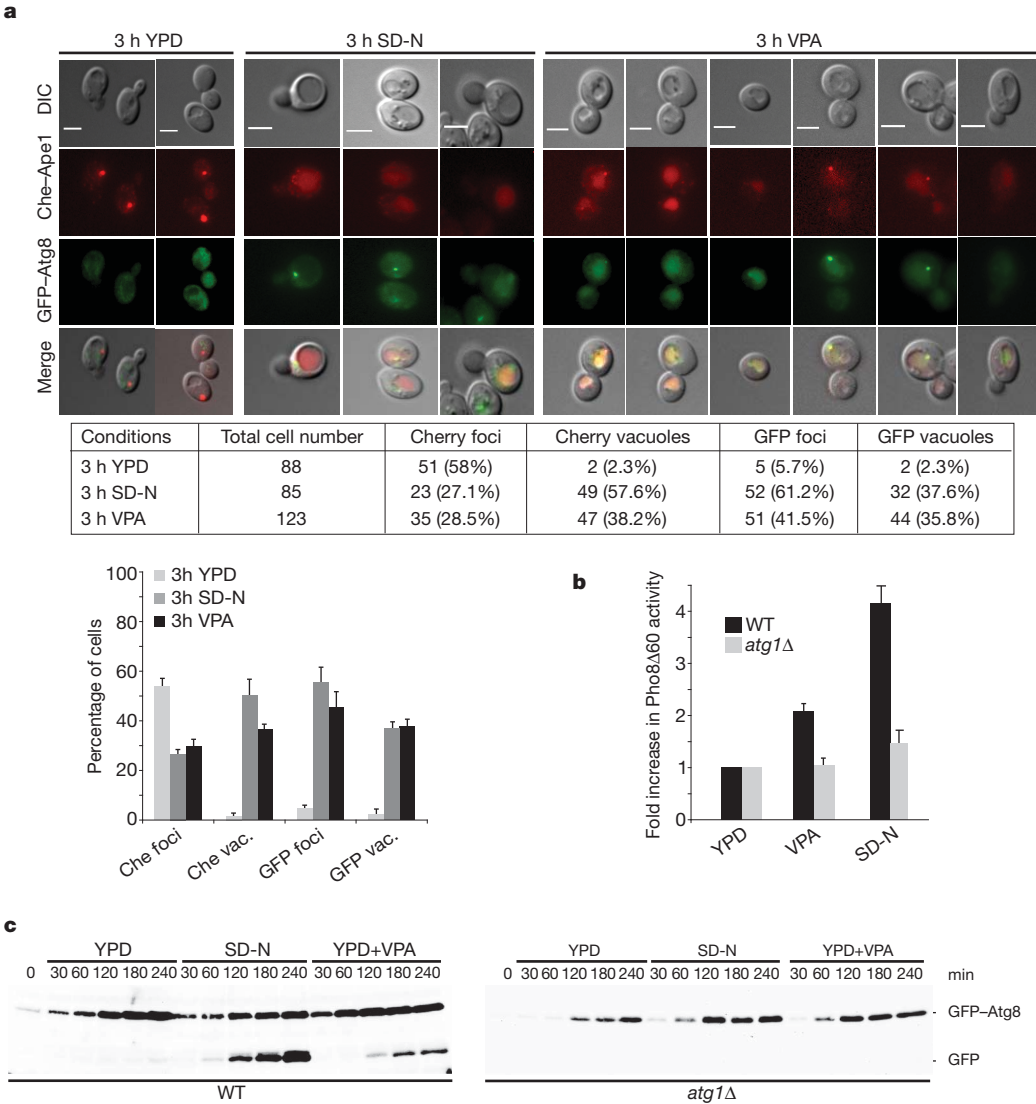 a
3 h YPD 3 h SD-N 3 h VPA
DIC
Che–Ape1
GFP–Atg8
Merge
Conditions Total cell number Cherry foci Cherry vacuoles GFP foci GFP vacuoles
3 h YPD 88 51 (58%) 2 (2.3%) 5 (5.7%) 2 (2.3%)
3 h SD-N 85 23 (27.1%) 49 (57.6%) 52 (61.2%) 32 (37.6%)
3 h VPA 123 35 (28.5%) 47 (38.2%) 51 (41.5%) 44 (35.8%)
Percentage of cells
100
80
60
40
20
0
3h YPD
3h SD-N
3h VPA
Che foci Che vac. GFP foci GFP vac.
b
Fold increase in Pho8Δ60 activity
4
3
4
2
1
0
WT
atg1Δ
YPD VPA SD-N
c
YPD SD-N YPD+VPA
0 30 60 120 180 240 30 60 120 180 240 30 60 120 180 240
WT
YPD SD-N YPD+VPA
0 30 60 120 180 240 30 60 120 180 240 30 60 120 180 240 min
GFP–Atg8
GFP
atg1Δ